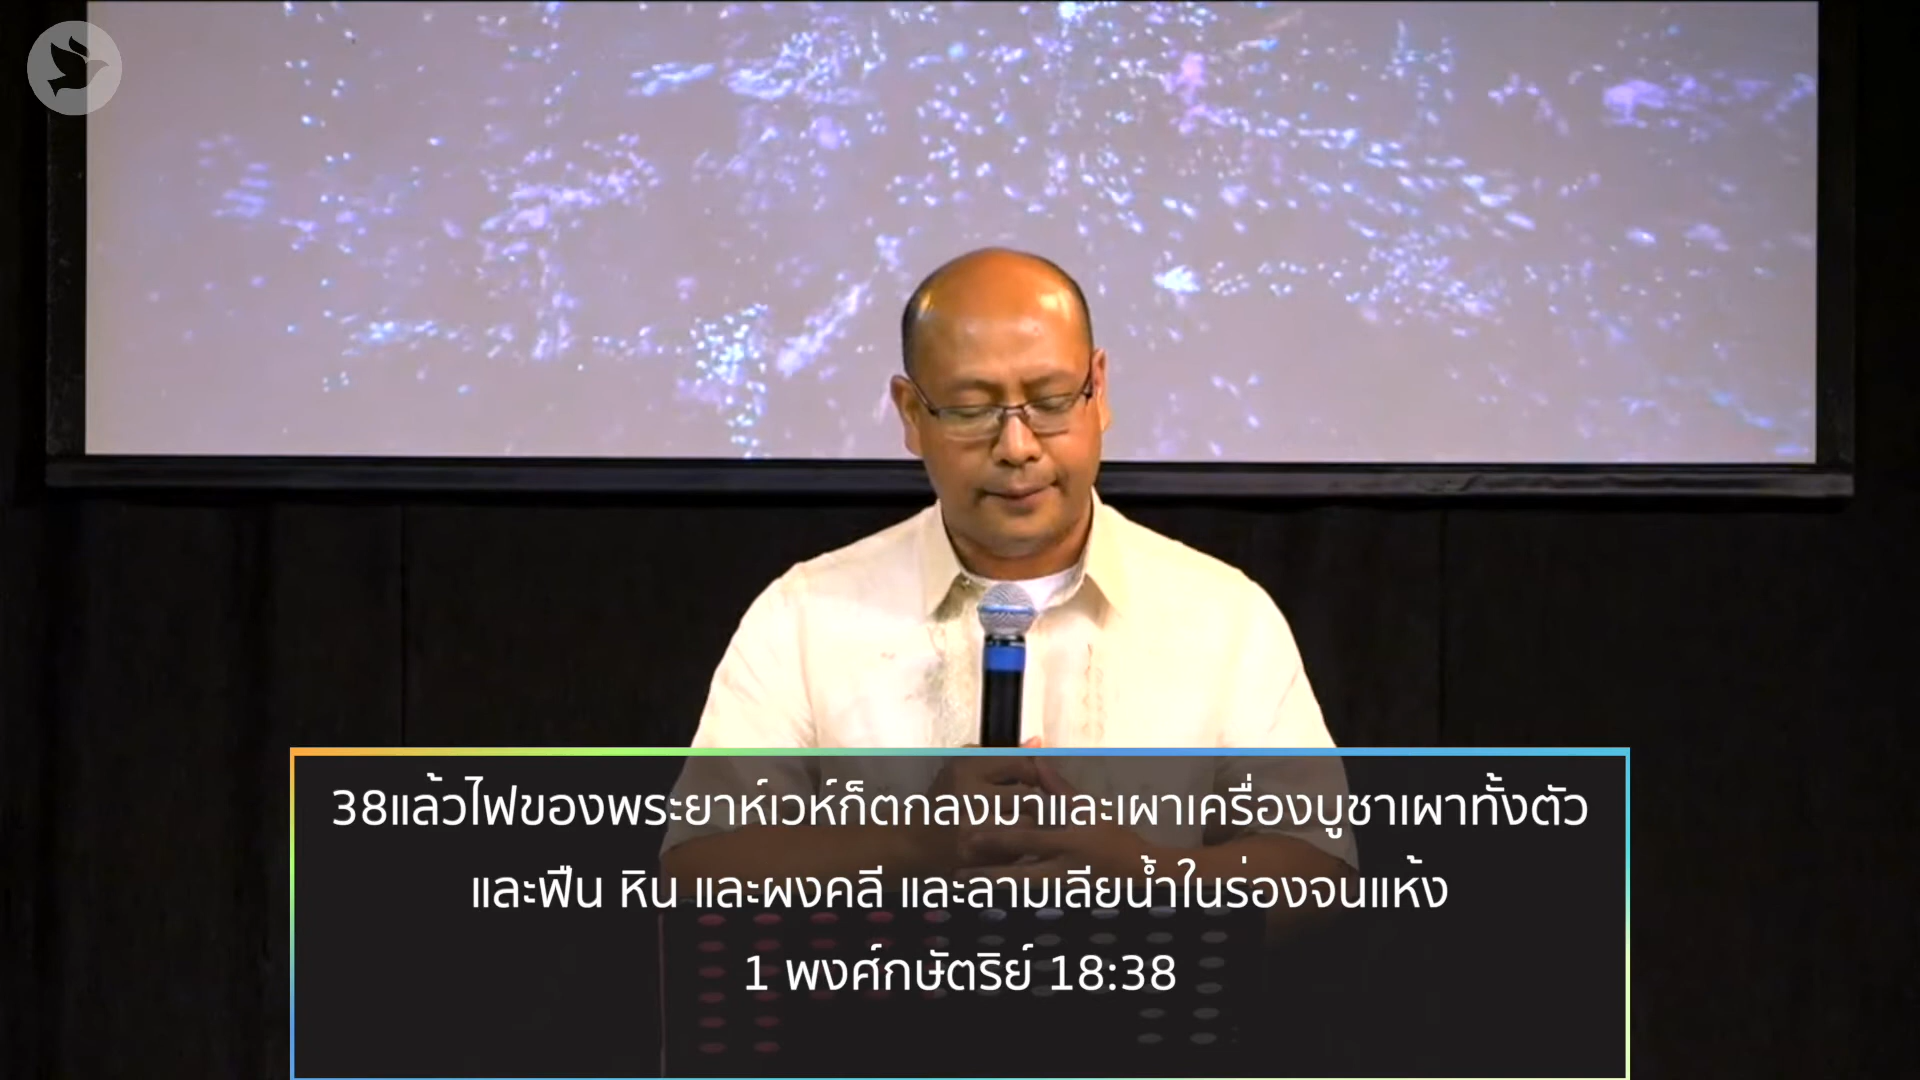 38แล้วไฟของพระยาห์เวห์ก็ตกลงมาและเผาเครื่องบูชาเผาทั้งตัว
และฟืน หิน และผงคลี และลามเลียน้ำในร่องจนแห้ง
1 พงศ์กษัตริย์ 18:38